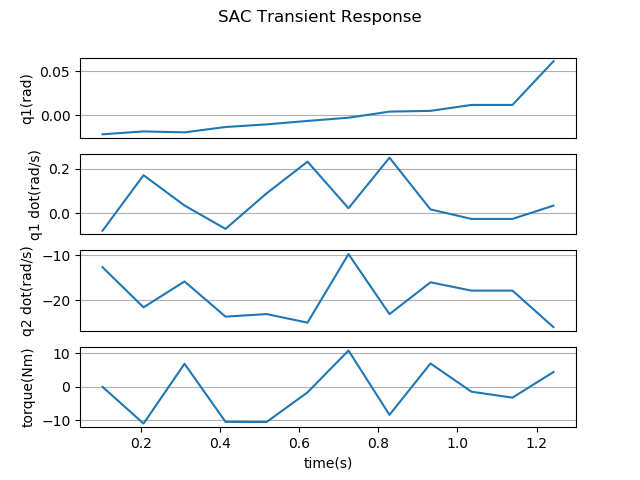 SAC Transient Response
0.05
0.00
q1(rad)
0.2
0.0
q1 dot(rad/s)
−10
−20
q2 dot(rad/s)
10
0
−10
torque(Nm)
0.2 0.4 0.6 0.8 1.0 1.2
time(s)